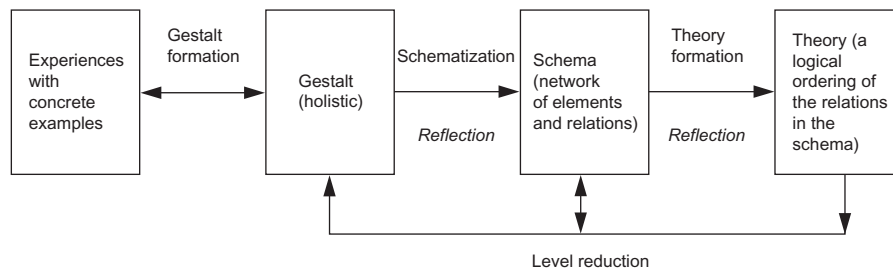 Experiences
with
concrete
examples
Gestalt
formation
Gestalt
(holistic)
Schematization
Reflection
Schema
(network
of elements
and relations)
Theory
formation
Reflection
Theory (a
logical
ordering of
the relations
in the
schema)
Level reduction